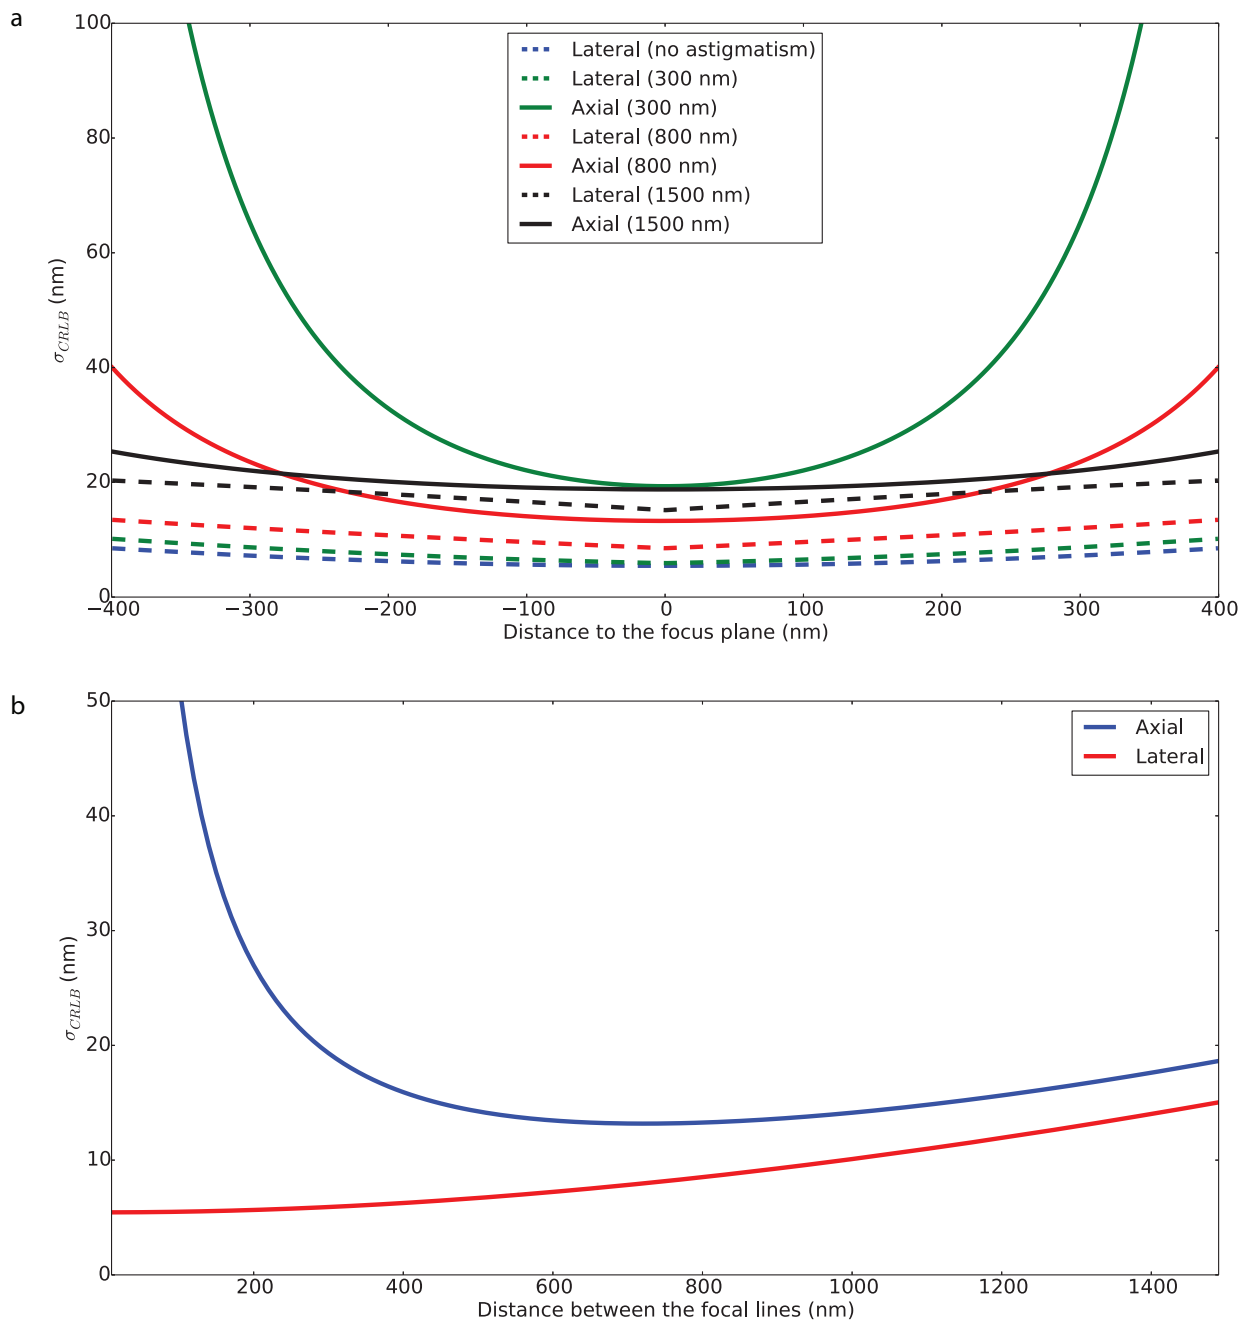 a
100
80
60
40
20
0
σCRLB (nm)
Lateral (no astigmatism)
Lateral (300 nm)
Axial (300 nm)
Lateral (800 nm)
Axial (800 nm)
Lateral (1500 nm)
Axial (1500 nm)
−400 −300 −200 −100 0 100 200 300 400
Distance to the focus plane (nm)
b
50
40
30
20
10
0
σCRLB (nm)
Axial
Lateral
200 400 600 800 1000 1200 1400
Distance between the focal lines (nm)